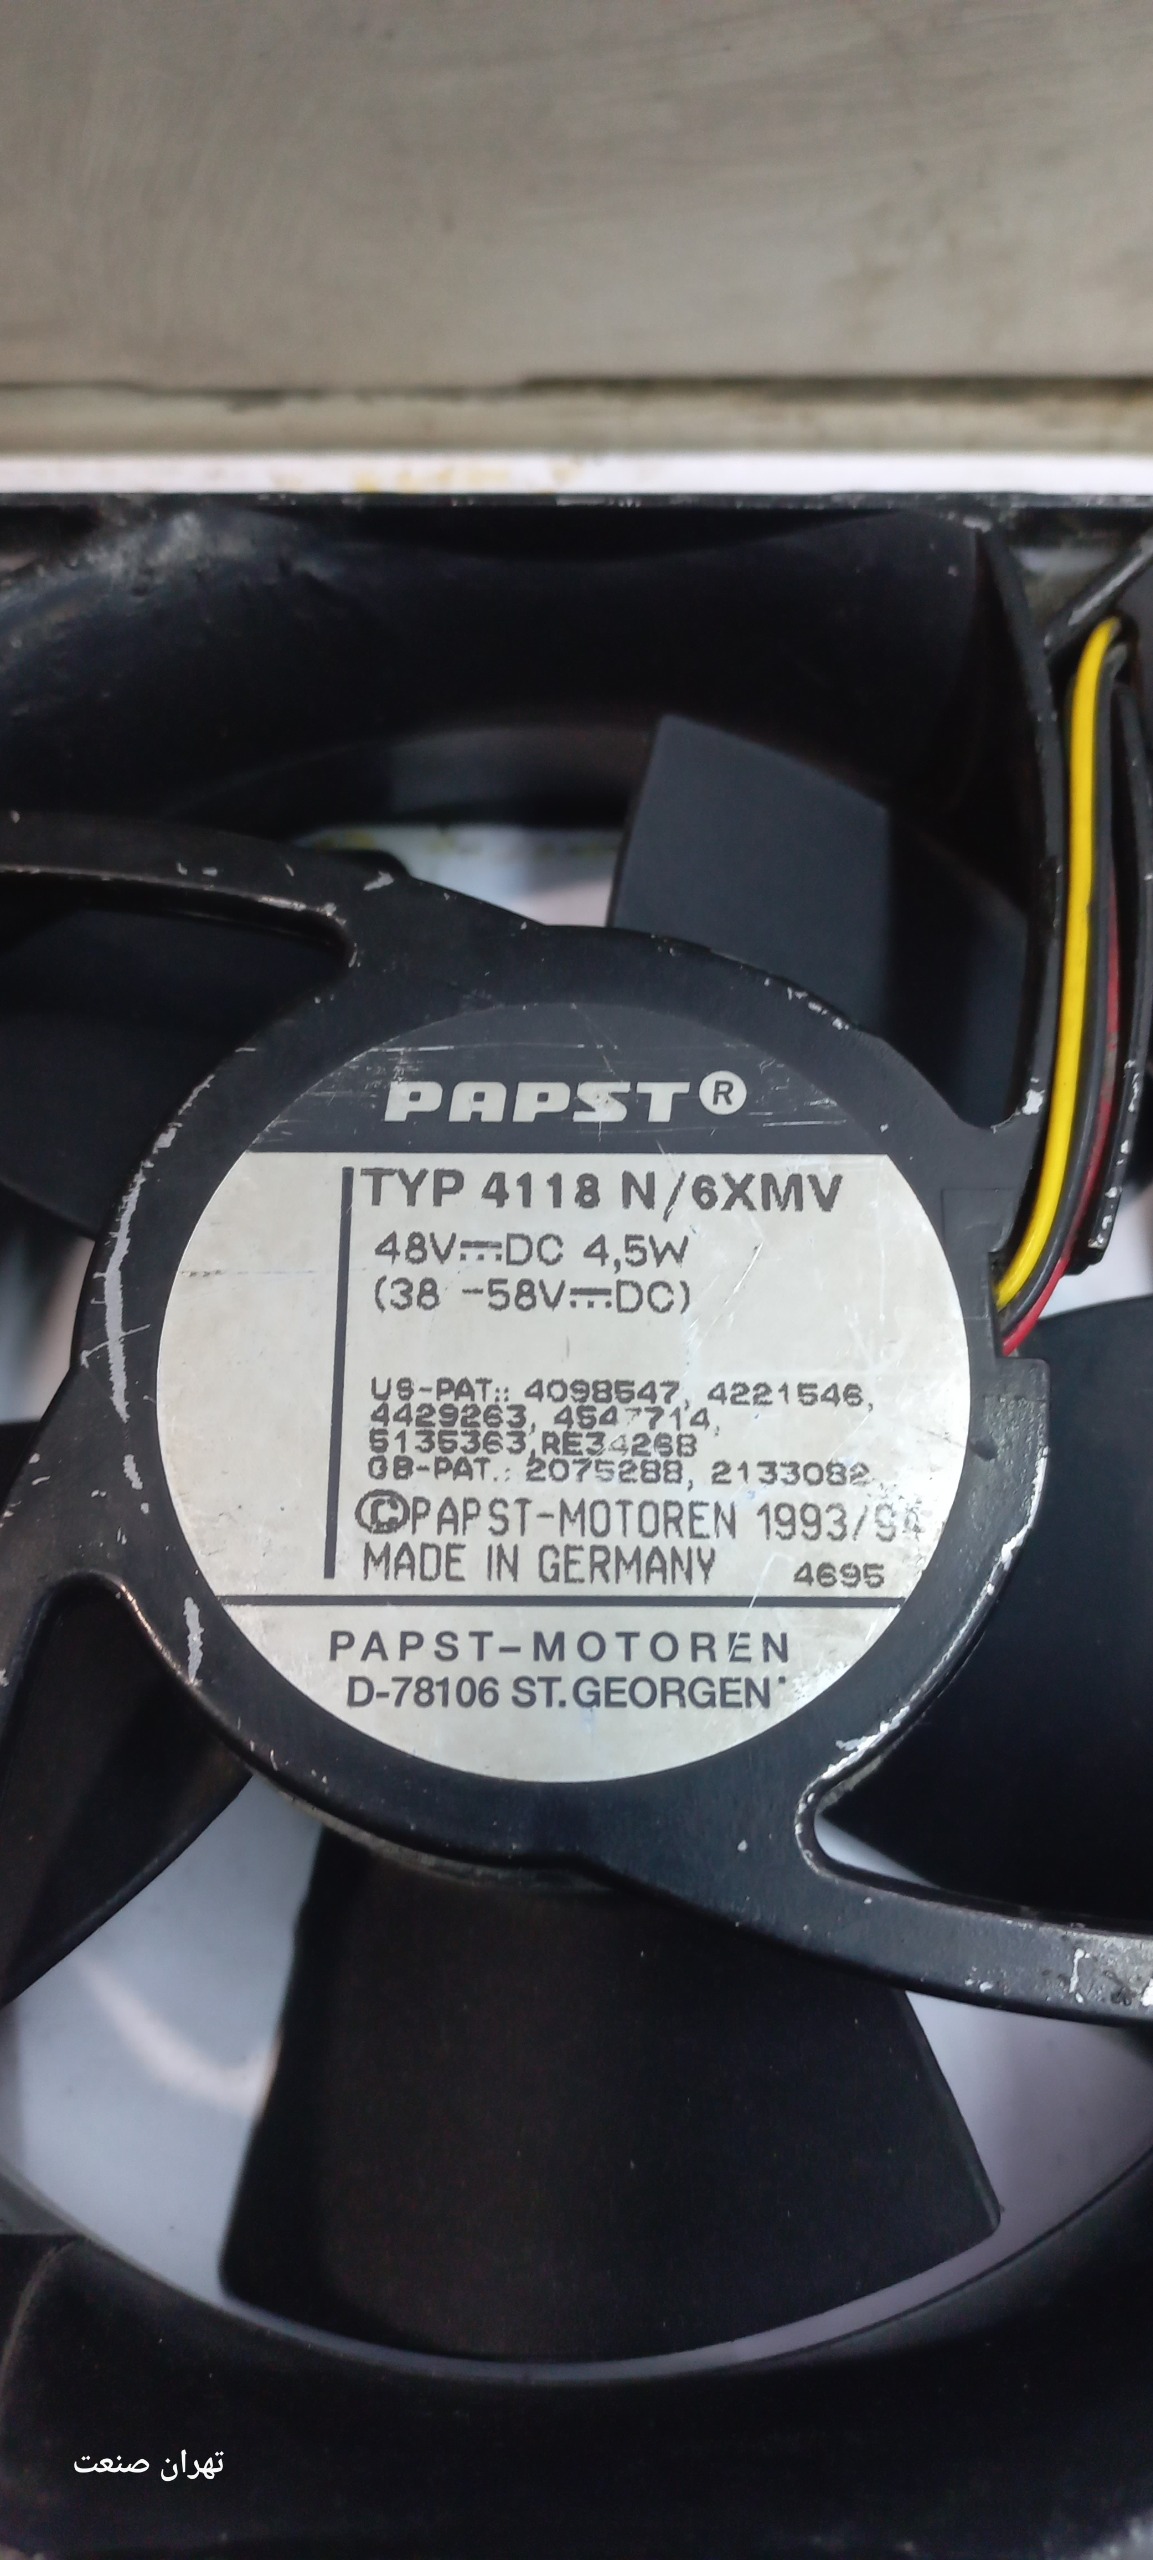 PAPST®
TYP 4118 N/6XMV
48V⎓DC 4,5W
(38 -58V⎓DC)
US-PAT.: 4098547, 4221546,
4429263, 4547714,
5135363,RE34268
GB-PAT.: 2075288, 2133082
©PAPST-MOTOREN 1993/94
MADE IN GERMANY 4695
PAPST-MOTOREN
D-78106 ST.GEORGEN
تهران صنعت